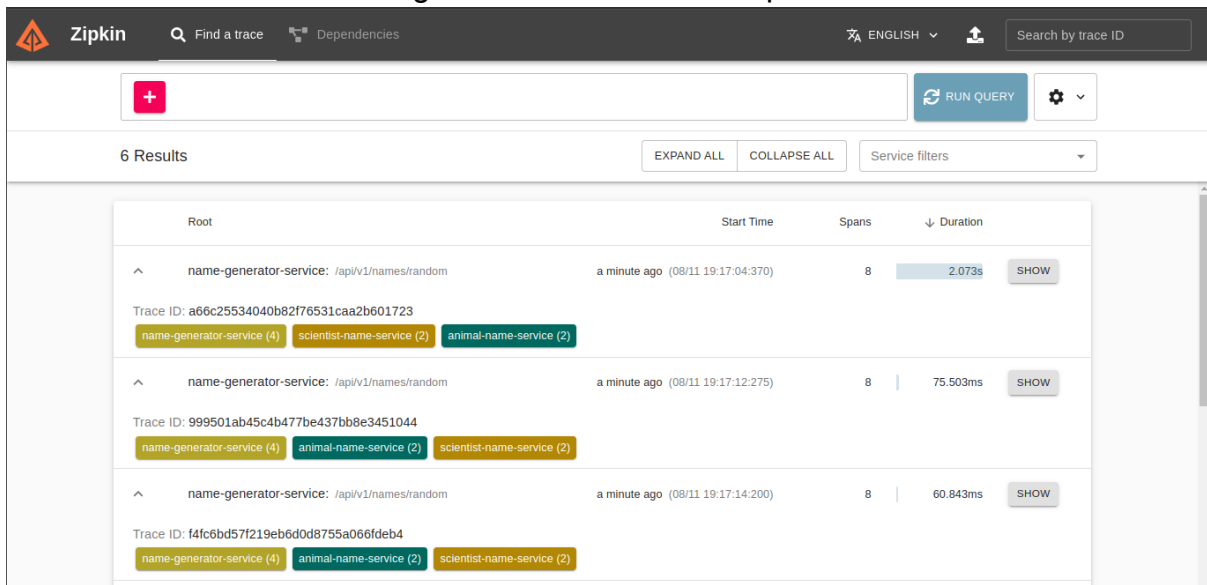 Zipkin Find a trace Dependencies ENGLISH Search by trace ID
+ RUN QUERY
6 Results EXPAND ALL COLLAPSE ALL Service filters
Root Start Time Spans Duration
name-generator-service: /api/v1/names/random a minute ago (08/11 19:17:04:370) 8 2.073s SHOW
Trace ID: a66c25534040b82f76531caa2b601723
name-generator-service (4) scientist-name-service (2) animal-name-service (2)
name-generator-service: /api/v1/names/random a minute ago (08/11 19:17:12:275) 8 75.503ms SHOW
Trace ID: 999501ab45c4b477be437bb8e3451044
name-generator-service (4) animal-name-service (2) scientist-name-service (2)
name-generator-service: /api/v1/names/random a minute ago (08/11 19:17:14:200) 8 60.843ms SHOW
Trace ID: f4fc6bd57f219eb6d0d8755a066fdeb4
name-generator-service (4) animal-name-service (2) scientist-name-service (2)